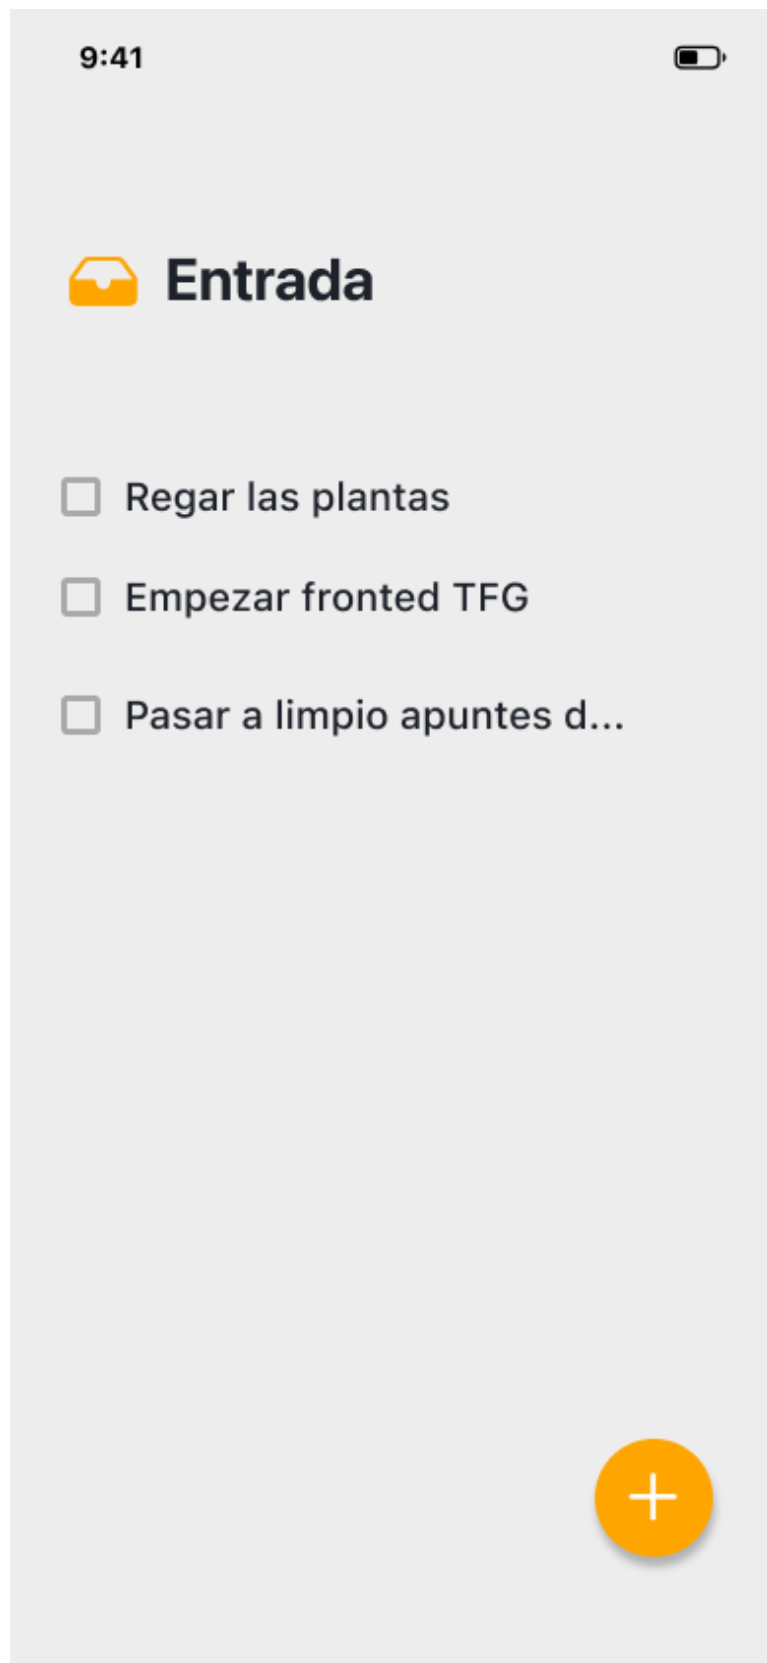 9:41
Entrada
Regar las plantas
Empezar fronted TFG
Pasar a limpio apuntes d...